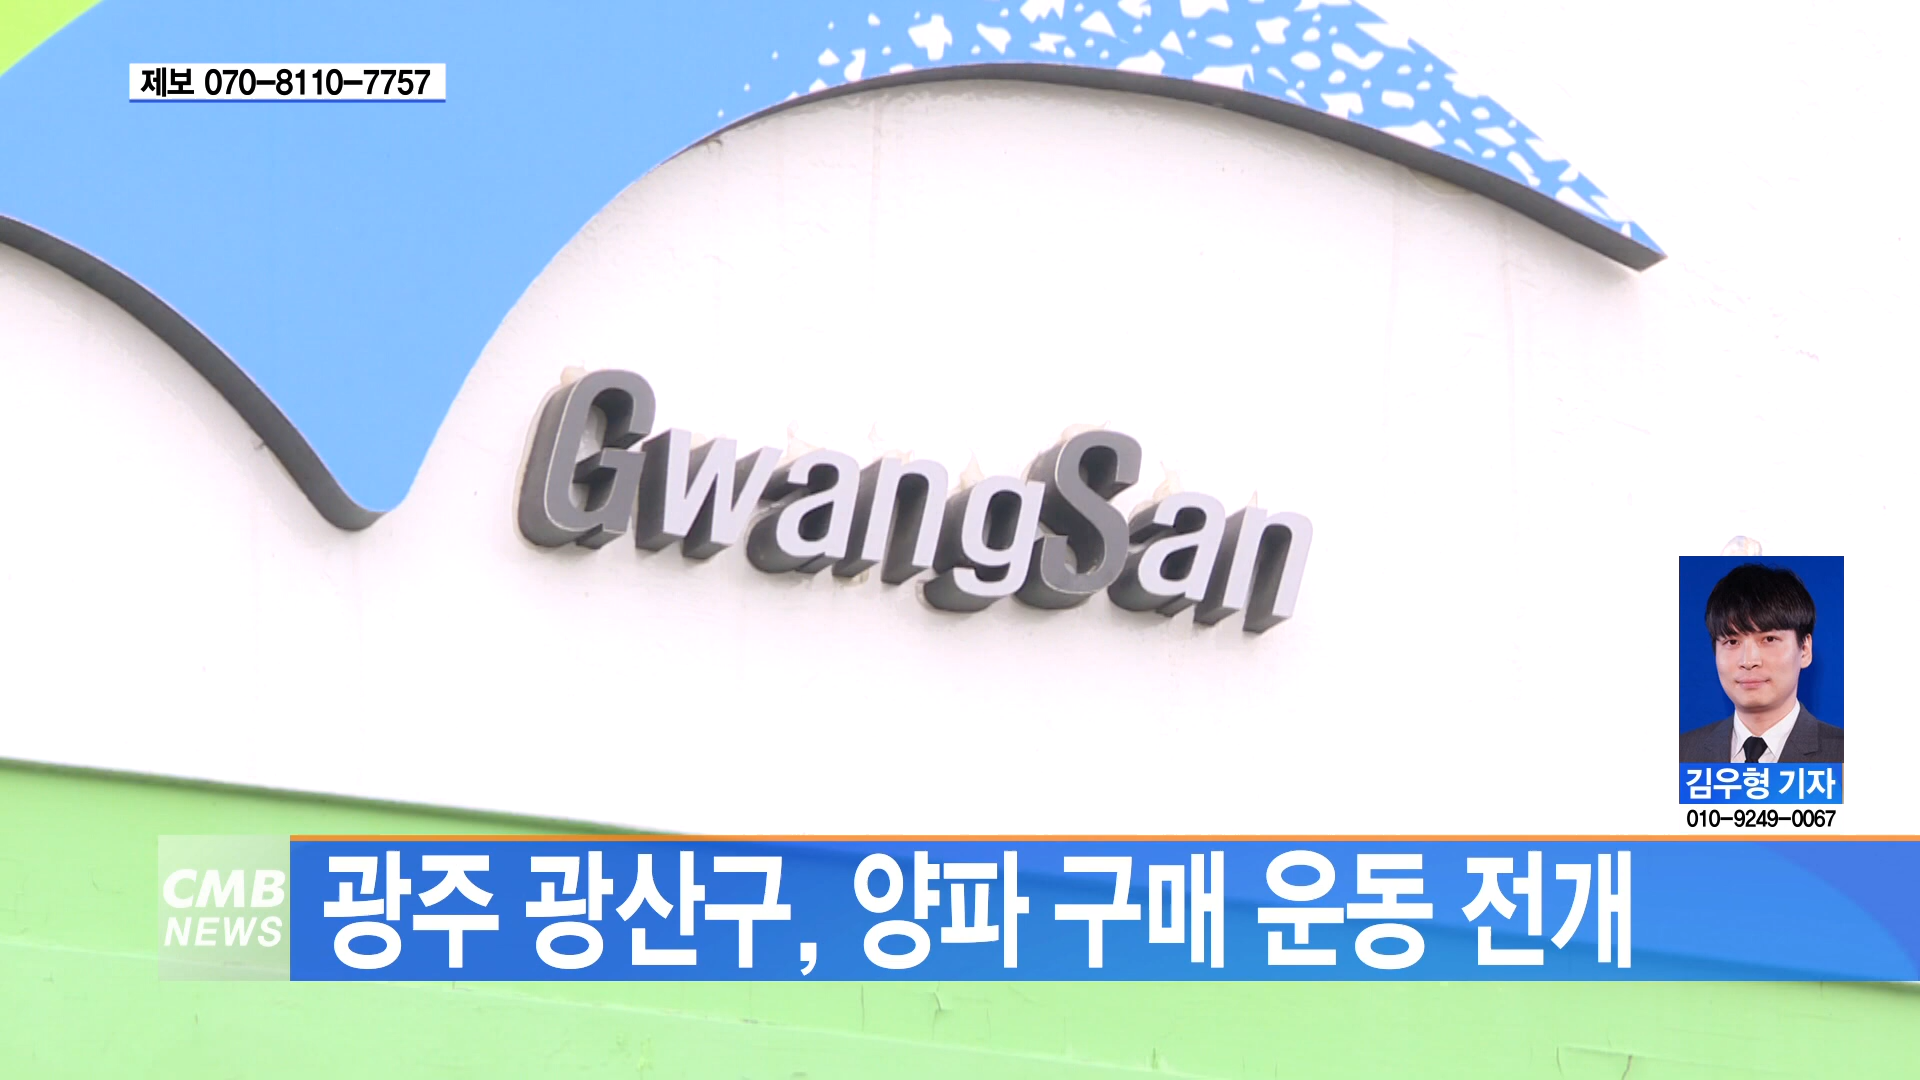 제보 070-8110-7757
GwangSan
김우형 기자
010-9249-0067
CMB
NEWS
광주 광산구, 양파 구매 운동 전개